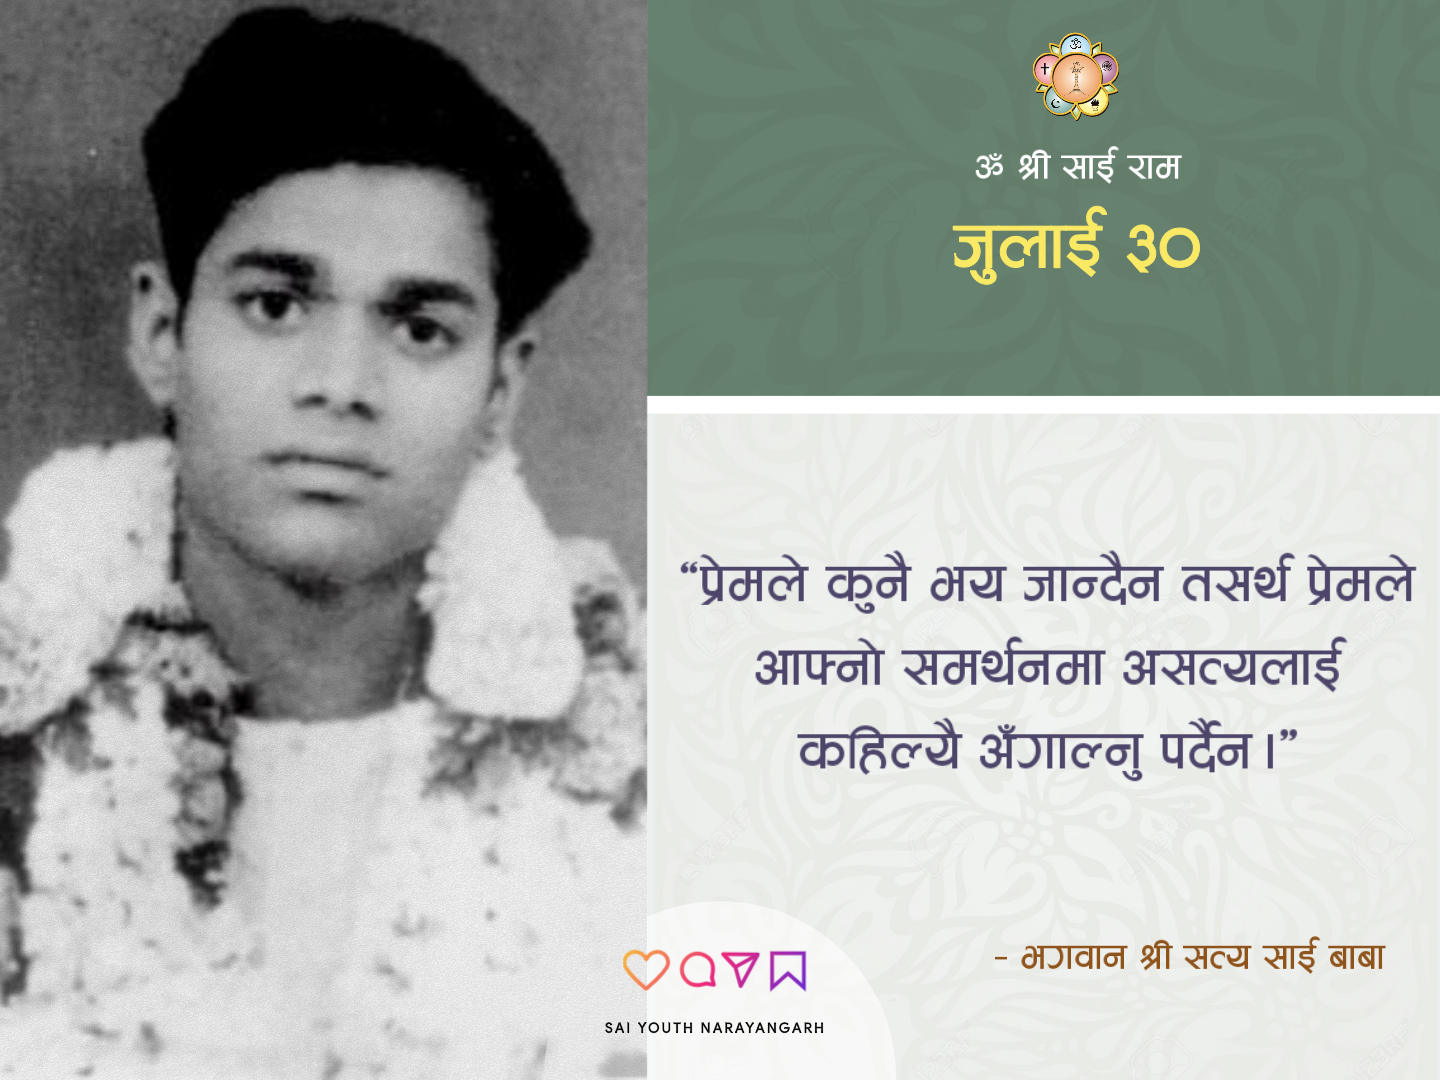 ॐ श्री साई राम
जुलाई ३०
“प्रेमले कुनै भय जान्दैन तसर्थ प्रेमले
आफ्नो समर्थनमा असत्यलाई
कहिल्यै अँगाल्नु पर्दैन।”
- भगवान श्री सत्य साई बाबा
SAI YOUTH NARAYANGARH